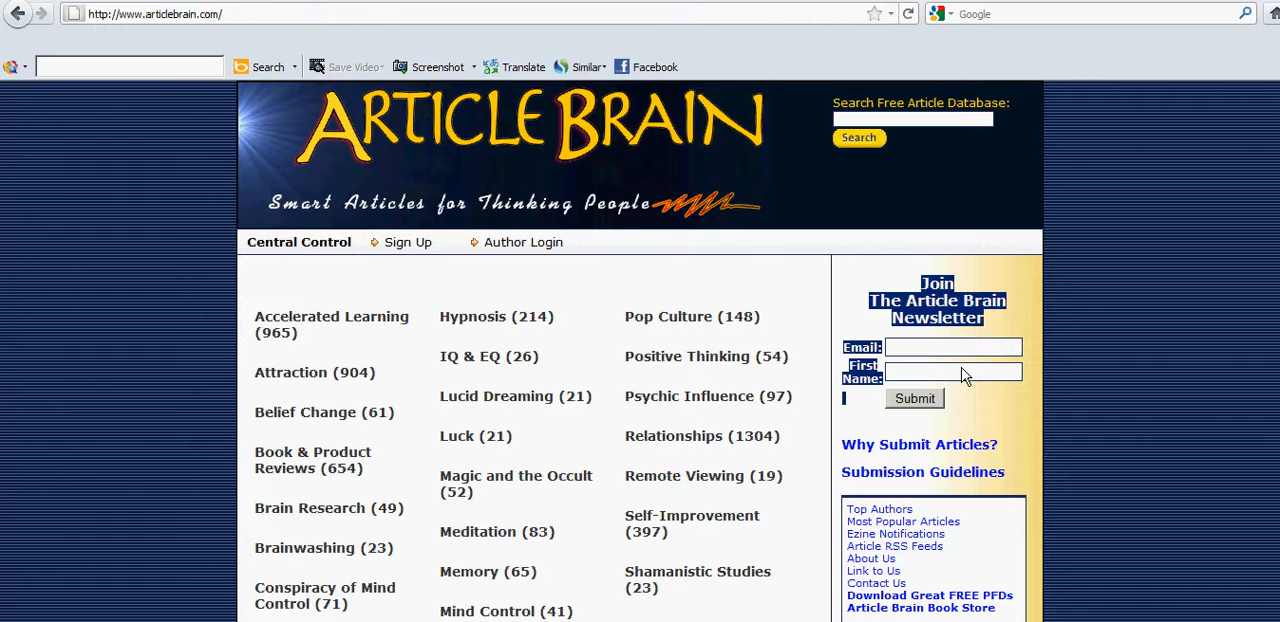 http://www.articlebrain.com/
Google
Search
Save Video
Screenshot
Translate
Similar
Facebook
ARTICLE BRAIN
Smart Articles for Thinking People
Search Free Article Database:
Search
Central Control
Sign Up
Author Login
Accelerated Learning
(965)
Attraction (904)
Belief Change (61)
Book & Product
Reviews (654)
Brain Research (49)
Brainwashing (23)
Conspiracy of Mind
Control (71)
Hypnosis (214)
IQ & EQ (26)
Lucid Dreaming (21)
Luck (21)
Magic and the Occult
(52)
Meditation (83)
Memory (65)
Mind Control (41)
Pop Culture (148)
Positive Thinking (54)
Psychic Influence (97)
Relationships (1304)
Remote Viewing (19)
Self-Improvement
(397)
Shamanistic Studies
(23)
Join
The Article Brain
Newsletter
Email:
First
Name:
Submit
Why Submit Articles?
Submission Guidelines
Top Authors
Most Popular Articles
Ezine Notifications
Article RSS Feeds
About Us
Link to Us
Contact Us
Download Great FREE PFDs
Article Brain Book Store